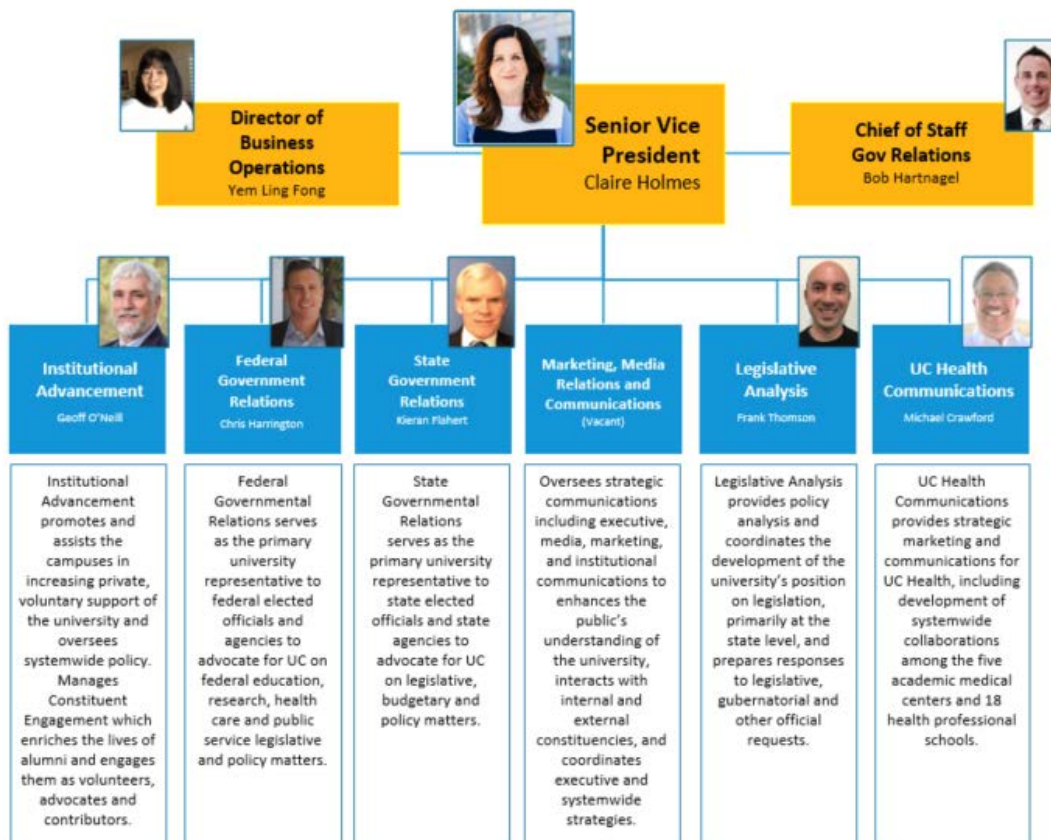 Director of
Business
Operations
Yem Ling Fong
Senior Vice
President
Claire Holmes
Chief of Staff
Gov Relations
Bob Hartnagel
Institutional
Advancement
Geoff O'Neill
Federal
Government
Relations
Chris Harrington
State
Government
Relations
Kieran Flahert
Marketing, Media
Relations and
Communications
(Vacant)
Legislative
Analysis
Frank Thomson
UC Health
Communications
Michael Crawford
Institutional
Advancement
promotes and
assists the
campuses in
increasing private,
voluntary support of
the university and
oversees
systemwide policy.
Manages
Constituent
Engagement which
enriches the lives of
alumni and engages
them as volunteers,
advocates and
contributors.
Federal
Governmental
Relations serves
as the primary
university
representative to
federal elected
officials and
agencies to
advocate for UC on
federal education,
research, health
care and public
service legislative
and policy matters.
State
Governmental
Relations
serves as the
primary university
representative to
state elected
officials and state
agencies to
advocate for UC
on legislative,
budgetary and
policy matters.
Oversees strategic
communications
including executive,
media, marketing,
and institutional
communications to
enhances the
public's
understanding of
the university,
interacts with
internal and
external
constituencies, and
coordinates
executive and
systemwide
strategies.
Legislative Analysis
provides policy
analysis and
coordinates the
development of the
university's position
on legislation,
primarily at the
state level, and
prepares responses
to legislative,
gubernatorial and
other official
requests.
UC Health
Communications
provides strategic
marketing and
communications for
UC Health, including
development of
systemwide
collaborations
among the five
academic medical
centers and 18
health professional
schools.